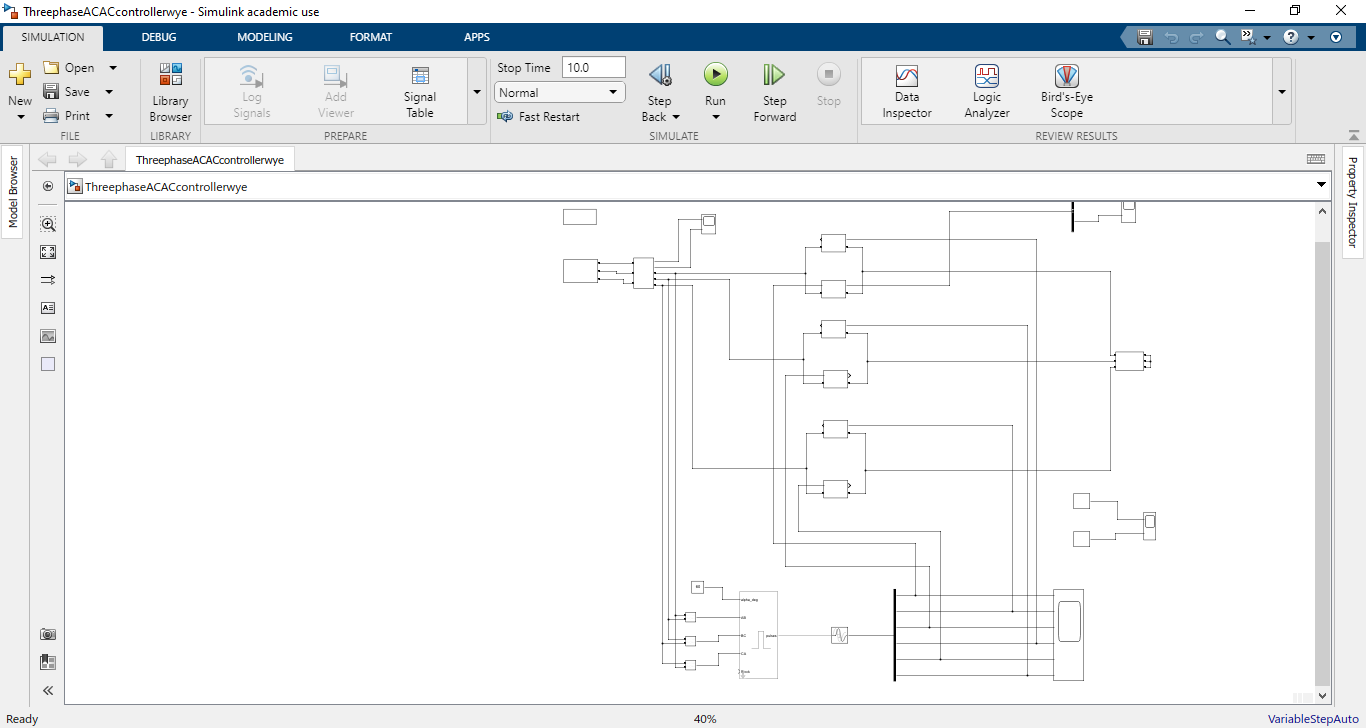 ThreephaseACACcontrollerwye - Simulink academic use
SIMULATION DEBUG MODELING FORMAT APPS
New
Open
Save
Print
FILE
Library Browser
LIBRARY
Log Signals
Add Viewer
Signal Table
PREPARE
Stop Time 10.0
Normal
Fast Restart
Step Back
Run
Step Forward
Stop
SIMULATE
Data Inspector
Logic Analyzer
Bird's-Eye Scope
REVIEW RESULTS
Model Browser
ThreephaseACACcontrollerwye
ThreephaseACACcontrollerwye
Property Inspector
alpha_deg
AB
BC
CA
Block
pulses
Ready 40% VariableStepAuto